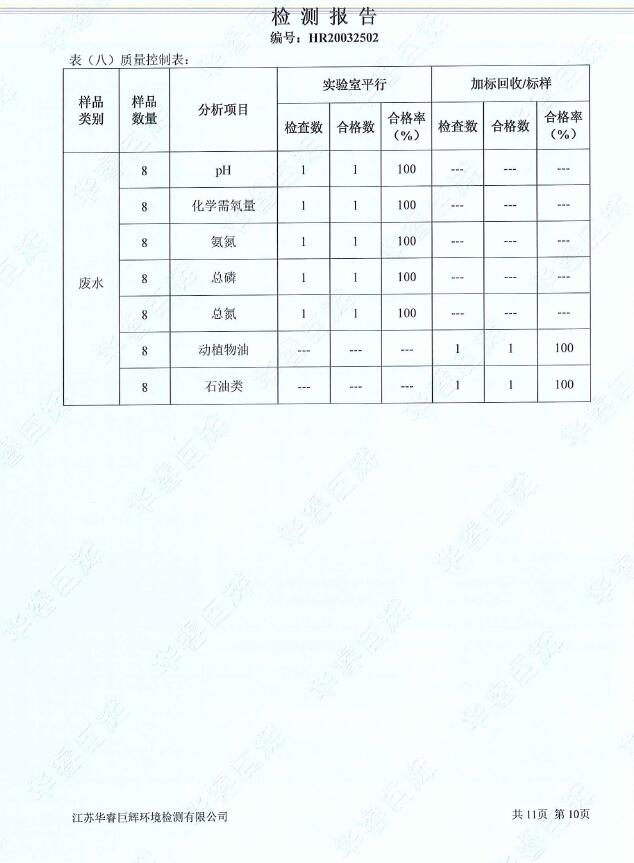 检测报告
编号：HR20032502
表（八）质量控制表：
样品类别 样品数量 分析项目 实验室平行 加标回收/标样
检查数 合格数 合格率（%） 检查数 合格数 合格率（%）
废水
8 pH 1 1 100 --- --- ---
8 化学需氧量 1 1 100 --- --- ---
8 氨氮 1 1 100 --- --- ---
8 总磷 1 1 100 --- --- ---
8 总氮 1 1 100 --- --- ---
8 动植物油 --- --- --- 1 1 100
8 石油类 --- --- --- 1 1 100
江苏华睿巨辉环境检测有限公司 共11页 第10页
华睿巨辉